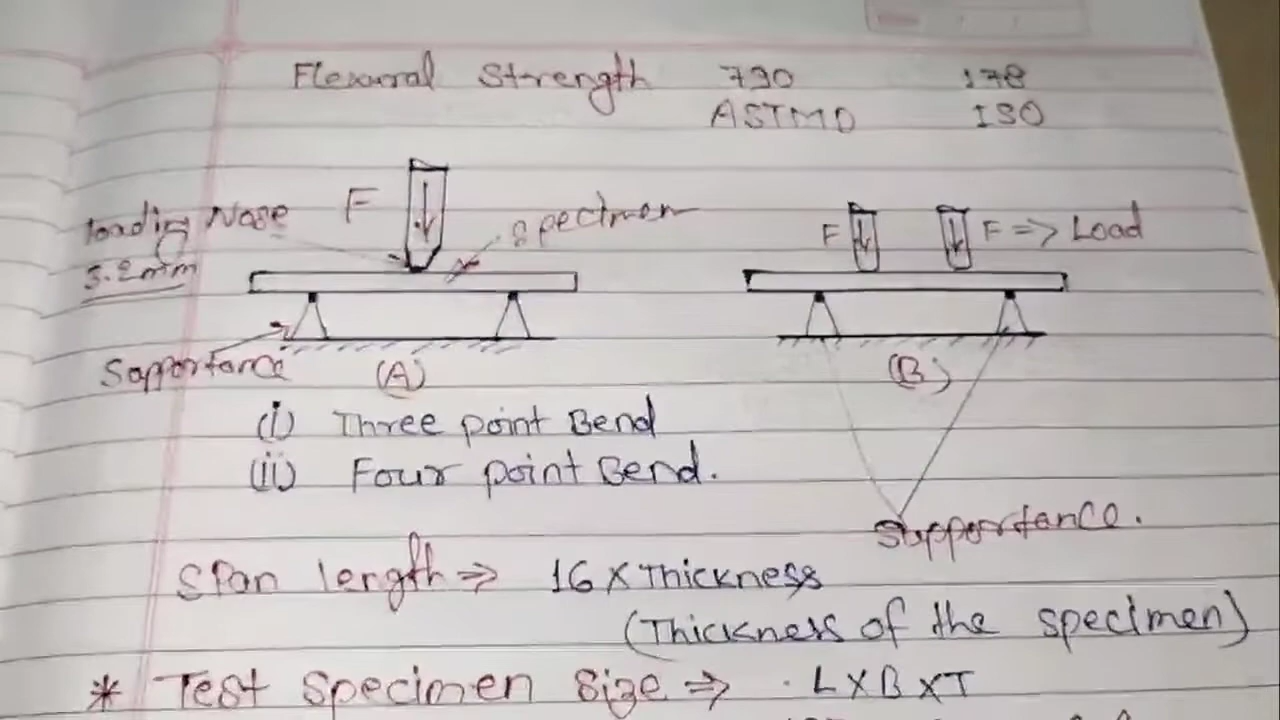 Flexural Strength 790 178
ASTMD ISO
loading Nose F specimen F F => Load
3.2mm
Sopportance (A) (B)
(i) Three point Bend
(ii) Four point Bend.
Supportance.
Span length => 16 X Thickness
(Thickness of the specimen)
* Test Specimen Size => . L X B X T